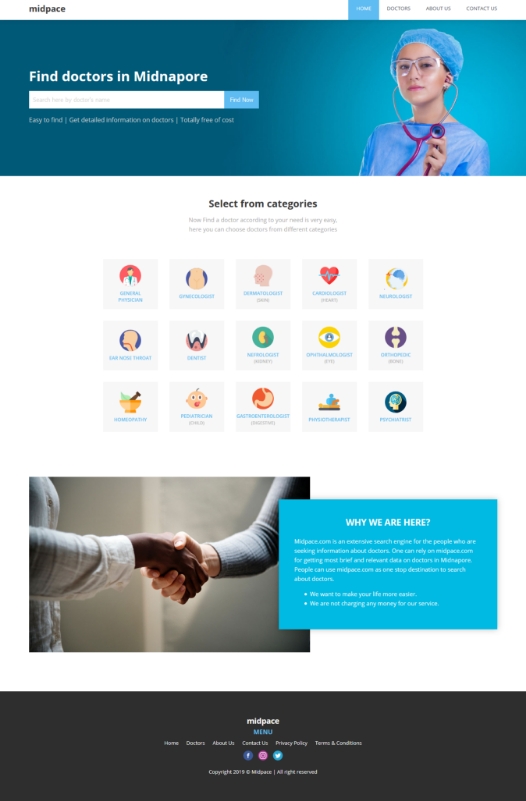 midpace
HOME DOCTORS ABOUT US CONTACT US
Find doctors in Midnapore
Search here by doctor's name
Find Now
Easy to find | Get detailed information on doctors | Totally free of cost
Select from categories
Now Find a doctor according to your need is very easy,
here you can choose doctors from different categories
GENERAL
PHYSICIAN
GYNECOLOGIST
DERMATOLOGIST
(SKIN)
CARDIOLOGIST
(HEART)
NEUROLOGIST
EAR NOSE THROAT
DENTIST
NEFROLOGIST
(KIDNEY)
OPHTHALMOLOGIST
(EYE)
ORTHOPEDIC
(BONE)
HOMEOPATHY
PEDIATRICIAN
(CHILD)
GASTROENTEROLOGIST
(DIGESTIVE)
PHYSIOTHERAPIST
PSYCHIATRIST
WHY WE ARE HERE?
Midpace.com is an extensive search engine for the people who are
seeking information about doctors. One can rely on midpace.com
for getting most brief and relevant data on doctors in Midnapore.
People can use midpace.com as one stop destination to search
about doctors.
We want to make your life more easier.
We are not charging any money for our service.
midpace
MENU
Home Doctors About Us Contact Us Privacy Policy Terms & Conditions
Copyright 2019 © Midpace | All right reserved